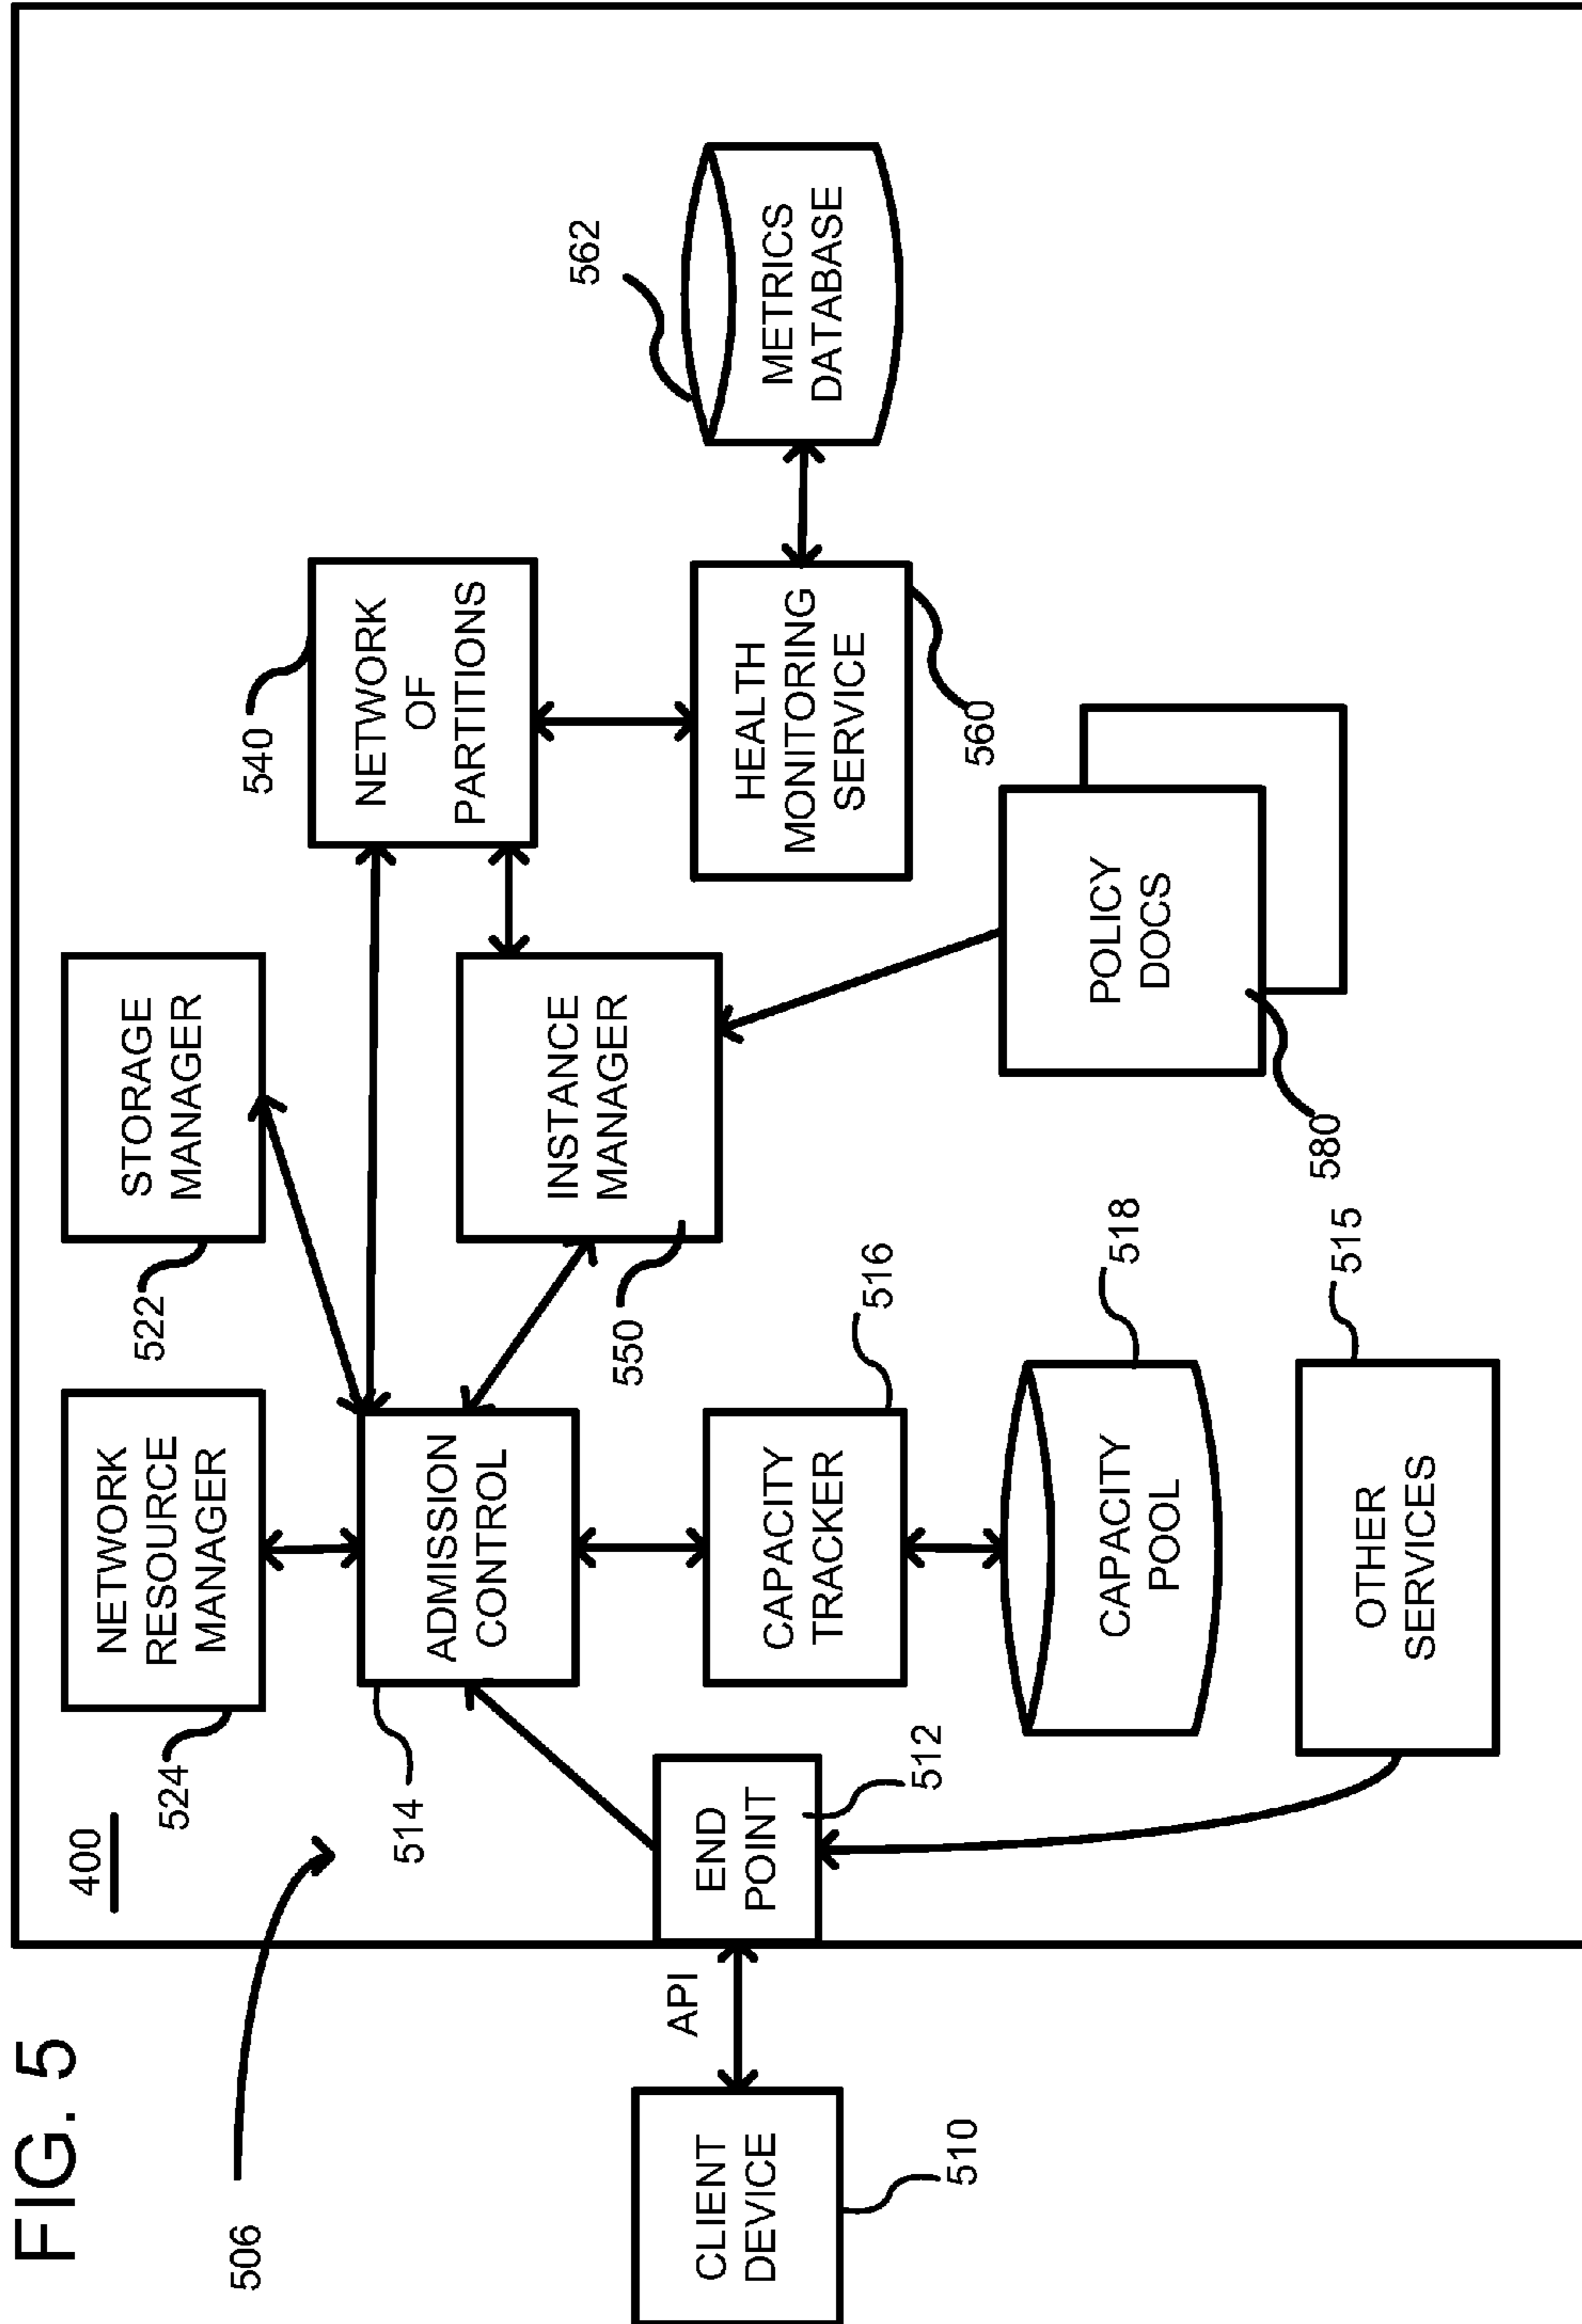 FIG. 5
506
400
524
NETWORK
RESOURCE
MANAGER
522
STORAGE
MANAGER
514
ADMISSION
CONTROL
540
NETWORK
OF
PARTITIONS
550
INSTANCE
MANAGER
562
METRICS
DATABASE
HEALTH
MONITORING
SERVICE
560
CLIENT
DEVICE
510
API
END
POINT
512
CAPACITY
TRACKER
516
CAPACITY
POOL
518
POLICY
DOCS
580
OTHER
SERVICES
515